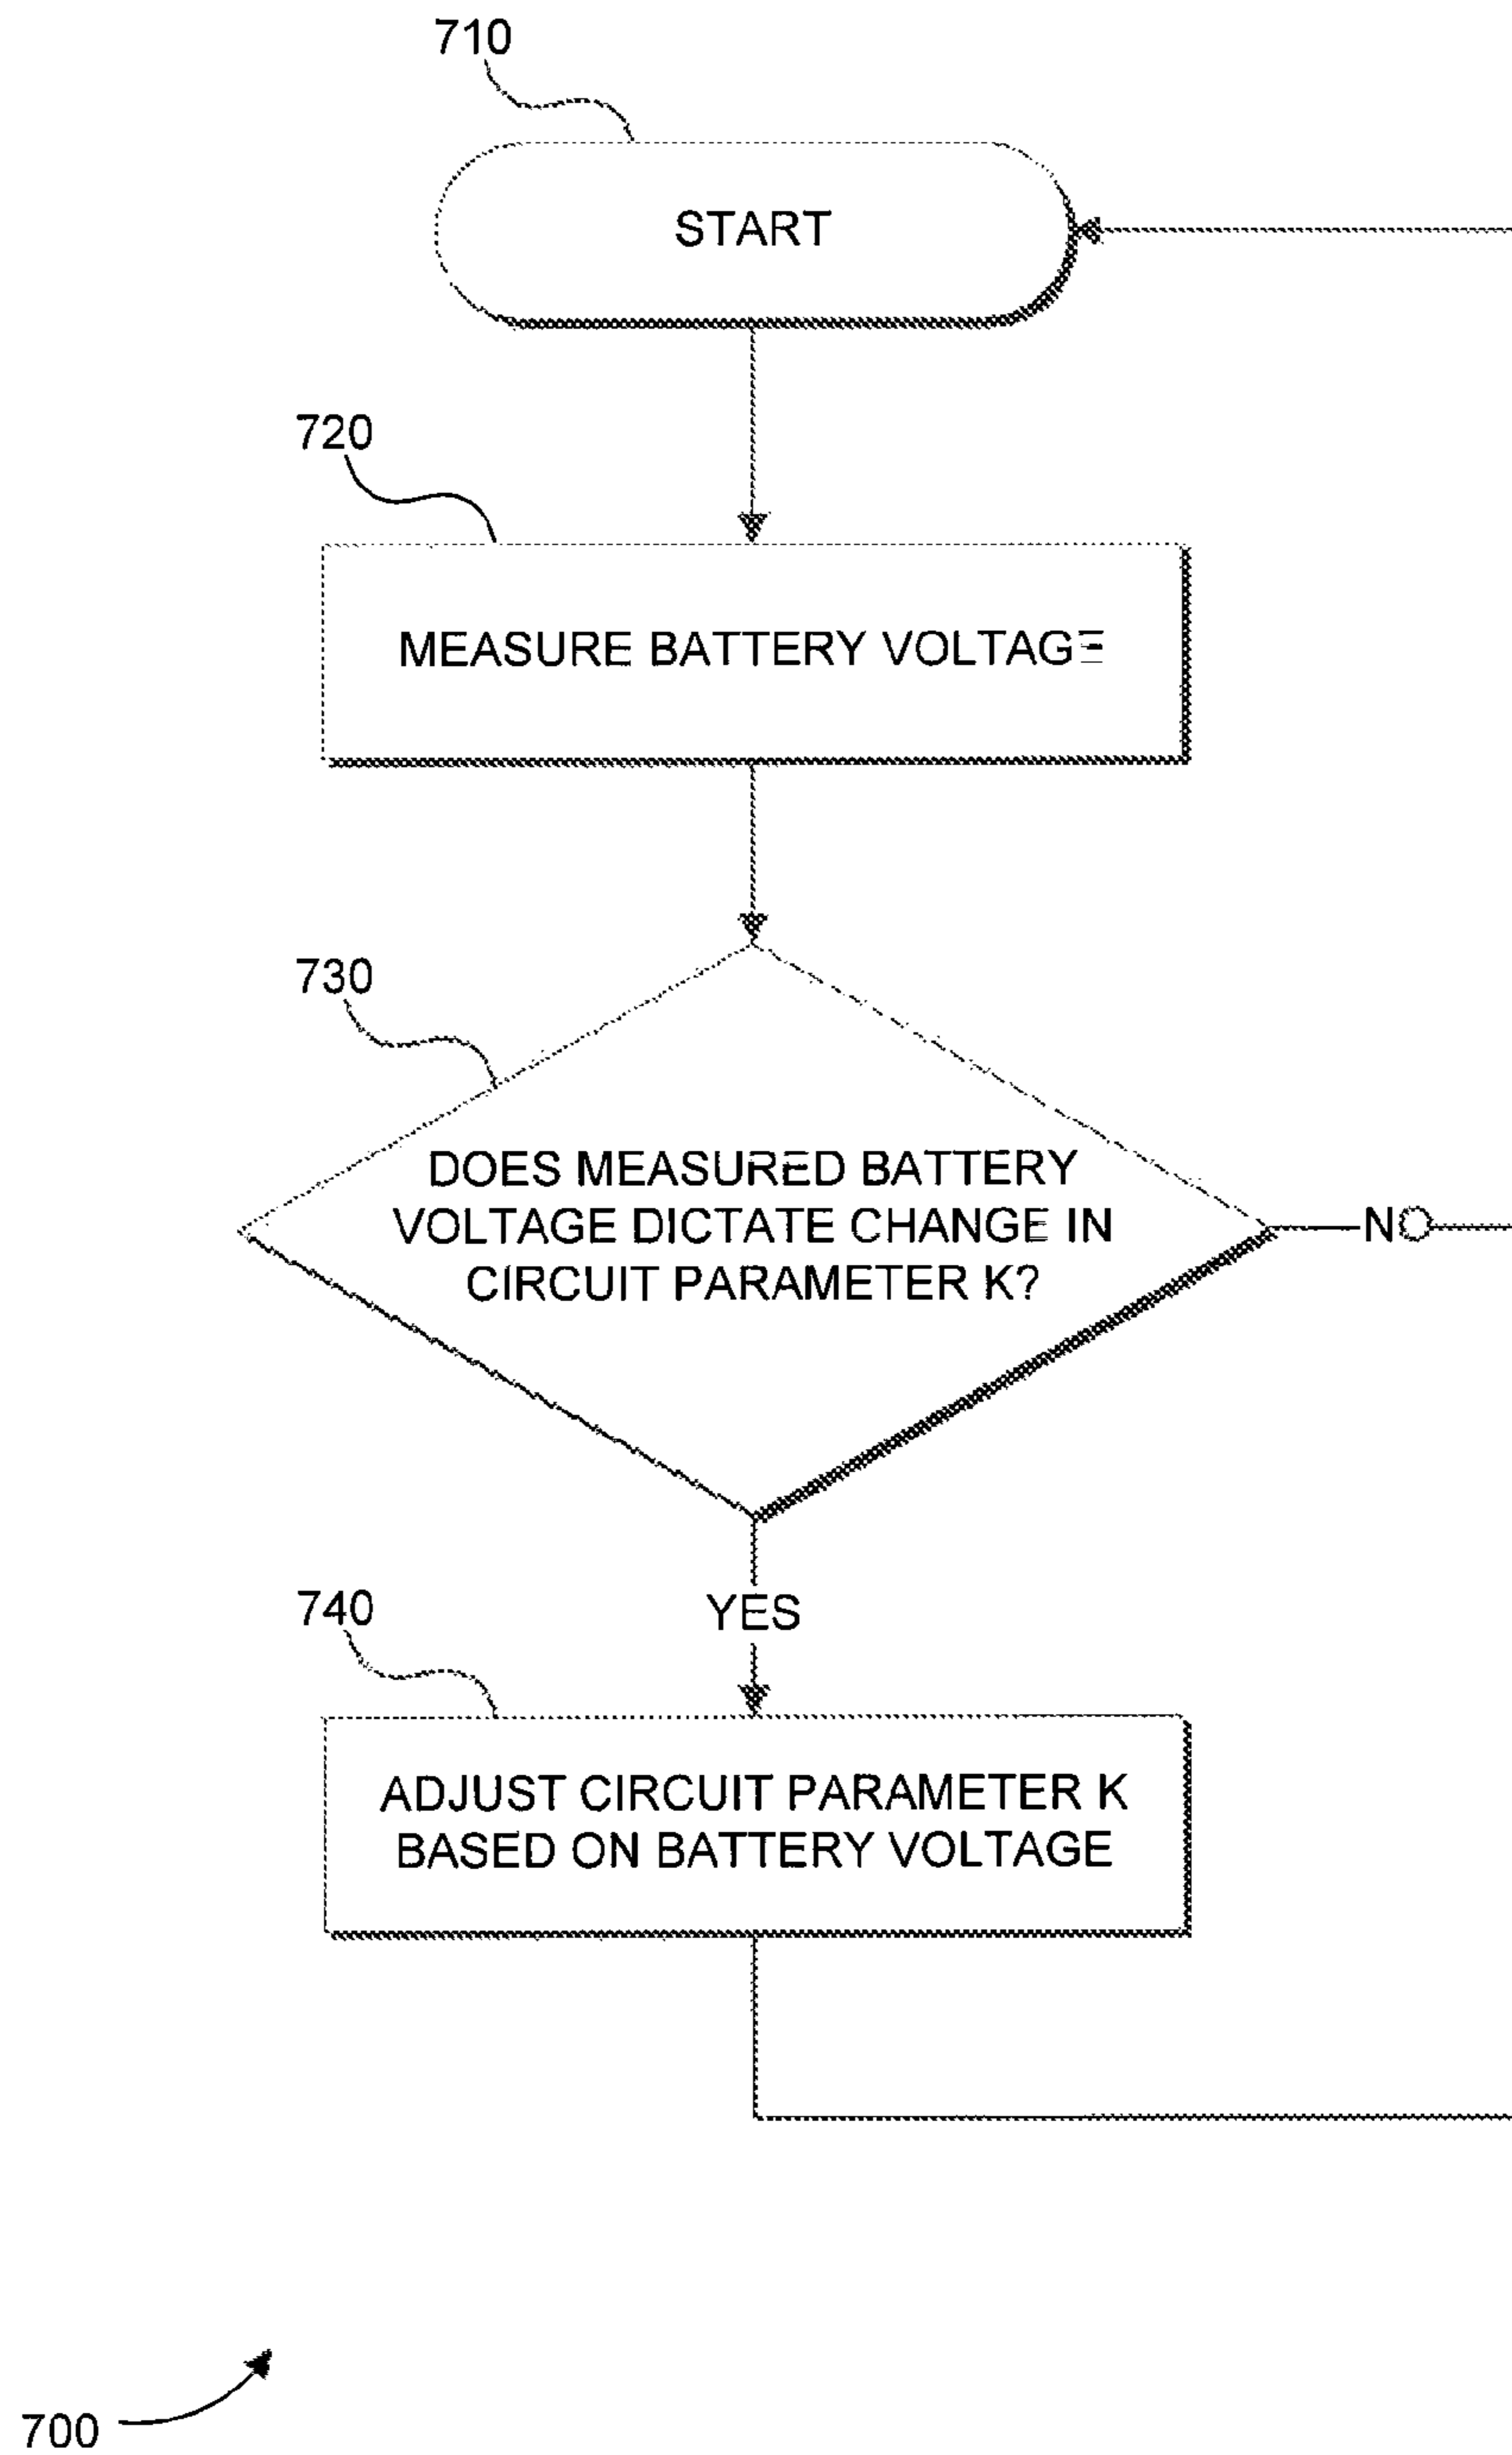 710
START
720
MEASURE BATTERY VOLTAGE
730
DOES MEASURED BATTERY
VOLTAGE DICTATE CHANGE IN
CIRCUIT PARAMETER K?
NO
YES
740
ADJUST CIRCUIT PARAMETER K
BASED ON BATTERY VOLTAGE
700